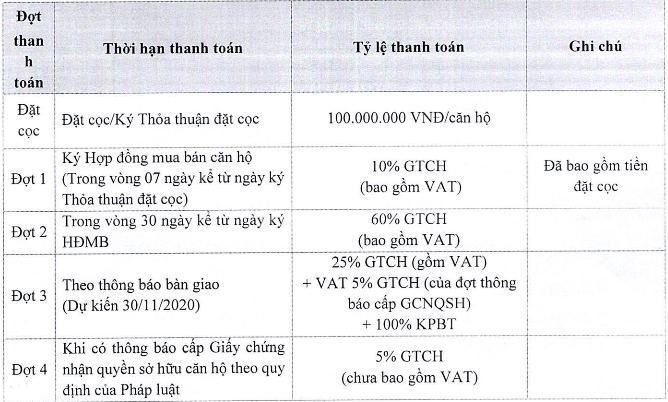 Đợt
than
h
toán
Thời hạn thanh toán
Tỷ lệ thanh toán
Ghi chú
Đặt
cọc
Đặt cọc/Ký Thỏa thuận đặt cọc
100.000.000 VNĐ/căn hộ
Đợt 1
Ký Hợp đồng mua bán căn hộ
(Trong vòng 07 ngày kể từ ngày ký
Thỏa thuận đặt cọc)
10% GTCH
(bao gồm VAT)
Đã bao gồm tiền
đặt cọc
Đợt 2
Trong vòng 30 ngày kể từ ngày ký
HĐMB
60% GTCH
(bao gồm VAT)
Đợt 3
Theo thông báo bàn giao
(Dự kiến 30/11/2020)
25% GTCH (gồm VAT)
+ VAT 5% GTCH (của đợt thông
báo cấp GCNQSH)
+ 100% KPBT
Đợt 4
Khi có thông báo cấp Giấy chứng
nhận quyền sở hữu căn hộ theo quy
định của Pháp luật
5% GTCH
(chưa bao gồm VAT)